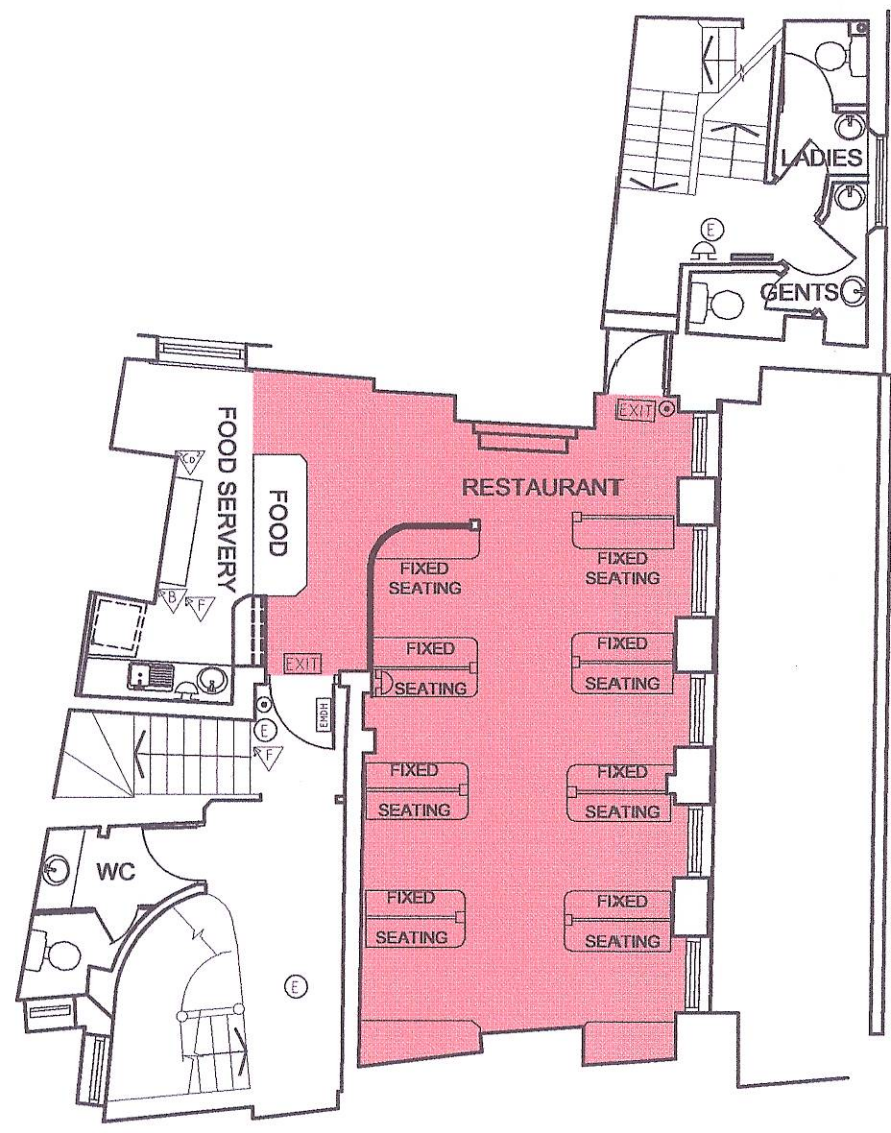 LADIES
E
GENTS
EXIT
RESTAURANT
FOOD SERVERY
FOOD
CD
B
F
FIXED
SEATING
FIXED
SEATING
FIXED
SEATING
FIXED
SEATING
EXIT
EMDH
E
F
FIXED
SEATING
FIXED
SEATING
WC
FIXED
SEATING
FIXED
SEATING
E